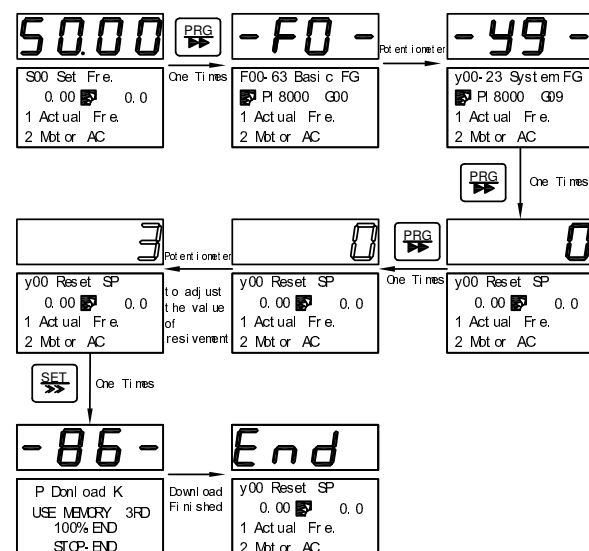 50.00
PRG
One Times
- F0 -
Potentiometer
- y9 -
S00 Set Fre.
0.00 0.0
1 Actual Fre.
2 Motor AC
F00-63 Basic FG
PI8000 G00
1 Actual Fre.
2 Motor AC
y00-23 System FG
PI8000 G09
1 Actual Fre.
2 Motor AC
PRG
One Times
0
y00 Reset SP
0.00 0.0
1 Actual Fre.
2 Motor AC
PRG
One Times
0
y00 Reset SP
0.00 0.0
1 Actual Fre.
2 Motor AC
Potentiometer
to adjust
the value
of
resivement
3
y00 Reset SP
0.00 0.0
1 Actual Fre.
2 Motor AC
SET
One Times
-86-
P Donload K
USE MEMORY 3RD
100% END
STOP-END
Download
Finished
End
y00 Reset SP
0.00 0.0
1 Actual Fre.
2 Motor AC